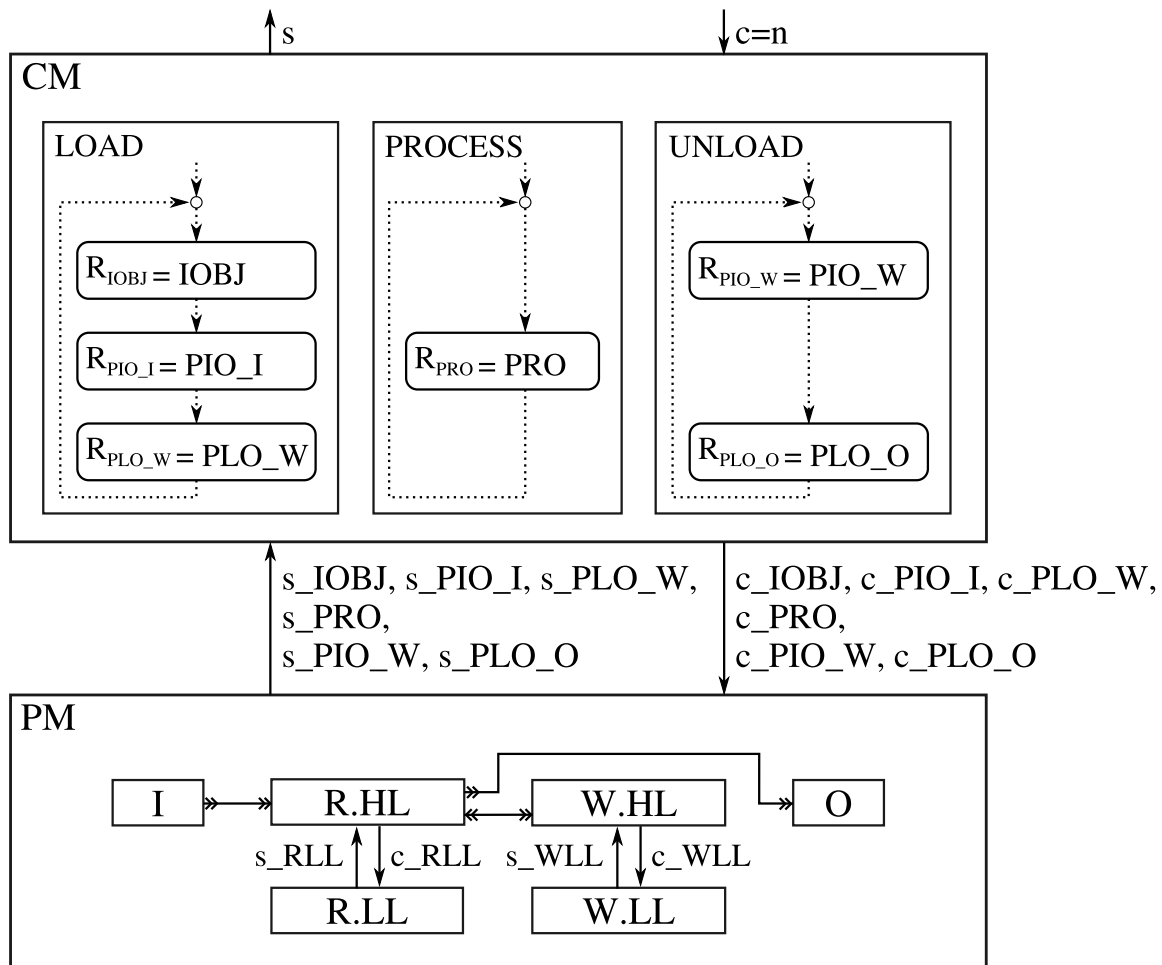 s
c=n
CM
LOAD
PROCESS
UNLOAD
R_IOBJ = IOBJ
R_PIO_W = PIO_W
R_PIO_I = PIO_I
R_PRO = PRO
R_PLO_W = PLO_W
R_PLO_O = PLO_O
s_IOBJ, s_PIO_I, s_PLO_W,
s_PRO,
s_PIO_W, s_PLO_O
c_IOBJ, c_PIO_I, c_PLO_W,
c_PRO,
c_PIO_W, c_PLO_O
PM
I
R.HL
W.HL
O
s_RLL
c_RLL
s_WLL
c_WLL
R.LL
W.LL